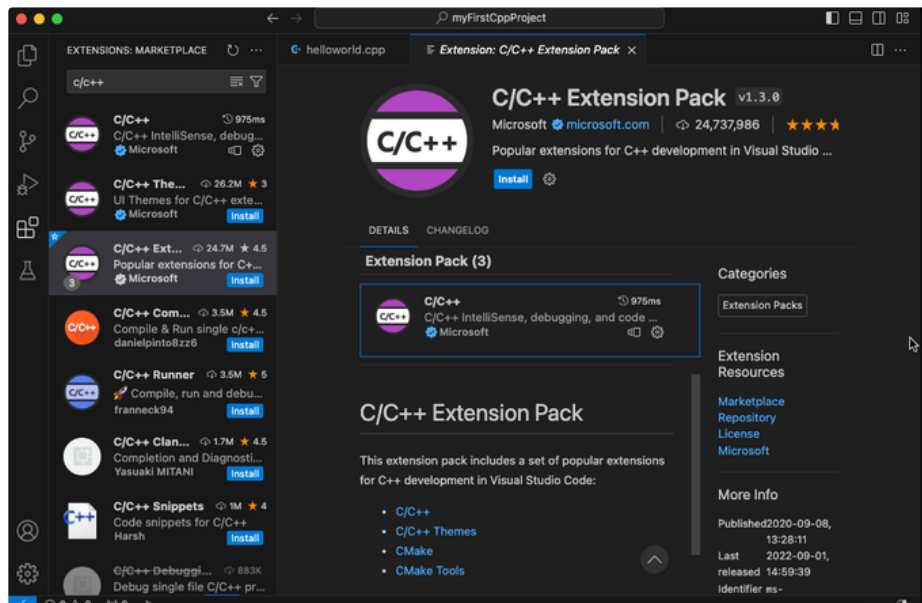 myFirstCppProject
EXTENSIONS: MARKETPLACE
c/c++
C/C++ 975ms
C/C++ IntelliSense, debug...
Microsoft
C/C++ The... 26.2M ★ 3
UI Themes for C/C++ exte...
Microsoft Install
C/C++ Ext... 24.7M ★ 4.5
Popular extensions for C+...
Microsoft Install
3
C/C++ Com... 3.5M ★ 4.5
Compile & Run single c/c+...
danielpinto8zz6 Install
C/C++ Runner 3.5M ★ 5
🚀 Compile, run and debu...
franneck94 Install
C/C++ Clan... 1.7M ★ 4.5
Completion and Diagnosti...
Yasuaki MITANI Install
C/C++ Snippets 1M ★ 4
Code snippets for C/C++
Harsh Install
C/C++ Debuggi... 883K
Debug single file C/C++ pr...
helloworld.cpp
Extension: C/C++ Extension Pack
C/C++
C/C++ Extension Pack v1.3.0
Microsoft microsoft.com 24,737,986
Popular extensions for C++ development in Visual Studio ...
Install
DETAILS CHANGELOG
Extension Pack (3)
C/C++ 975ms
C/C++ IntelliSense, debugging, and code ...
Microsoft
C/C++ Extension Pack
This extension pack includes a set of popular extensions
for C++ development in Visual Studio Code:
• C/C++
• C/C++ Themes
• CMake
• CMake Tools
Categories
Extension Packs
Extension
Resources
Marketplace
Repository
License
Microsoft
More Info
Published 2020-09-08,
13:28:11
Last 2022-09-01,
released 14:59:39
Identifier ms-